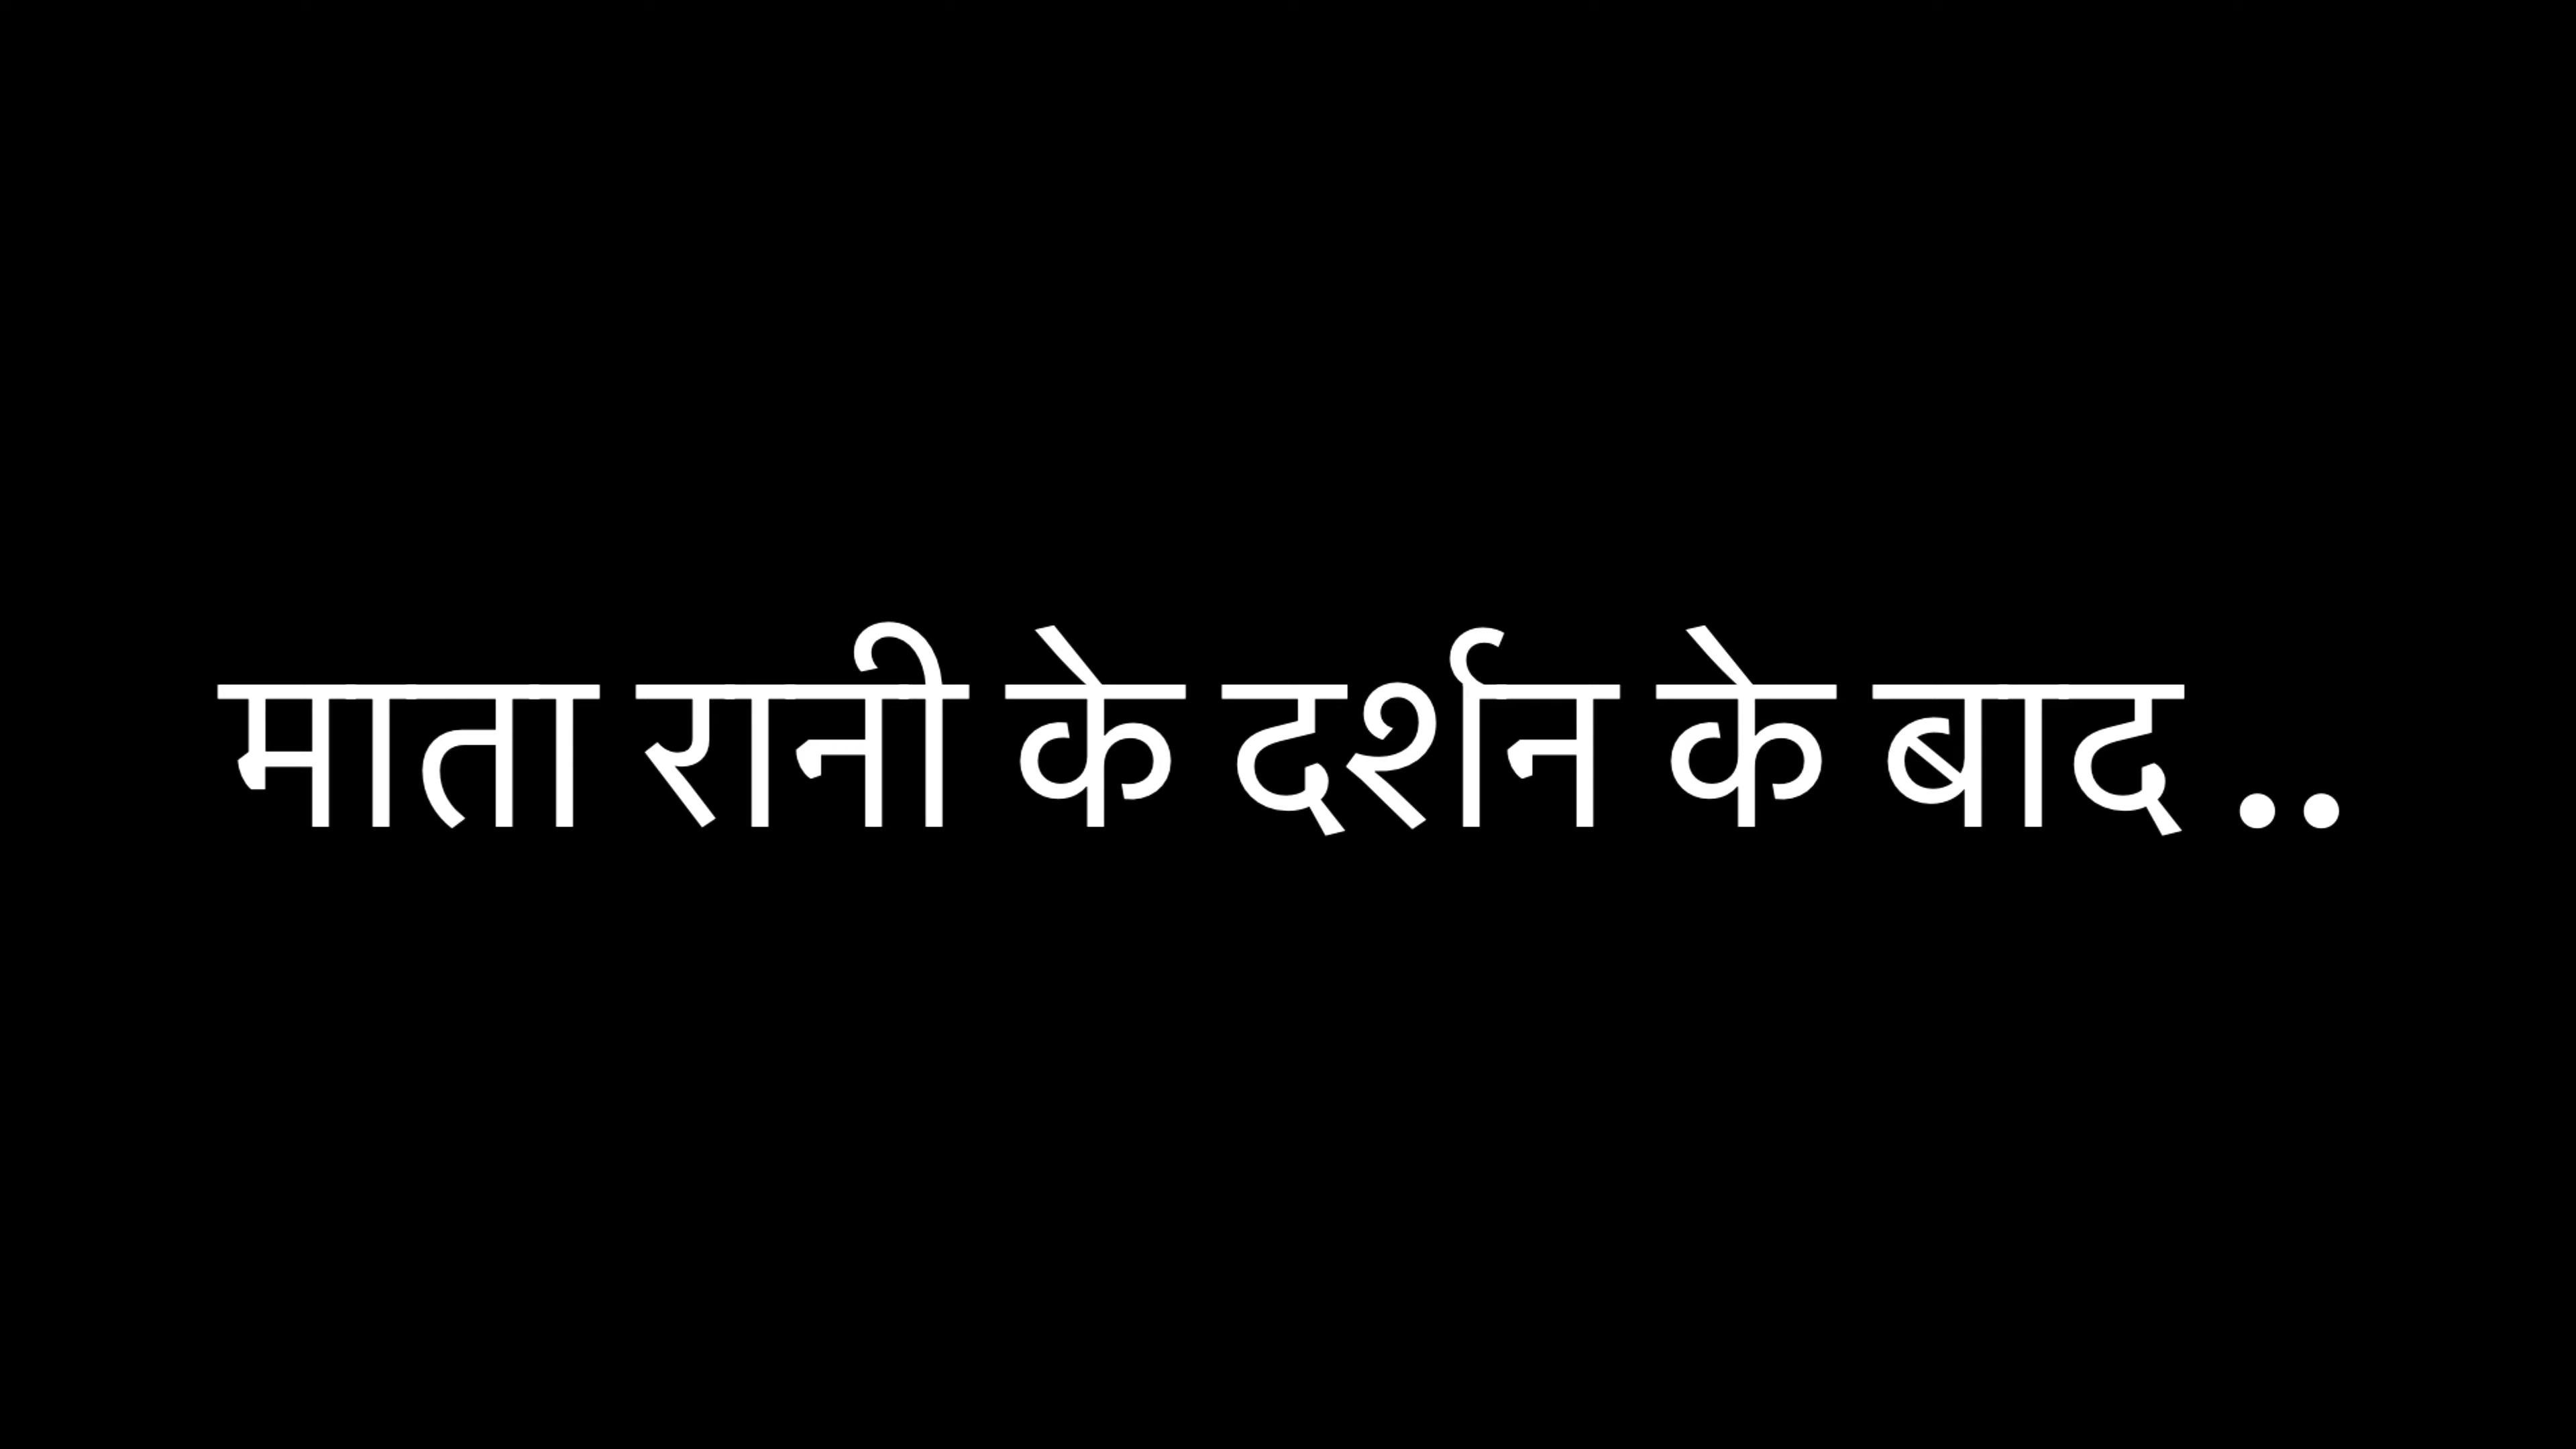 माता रानी के दर्शन के बाद ..